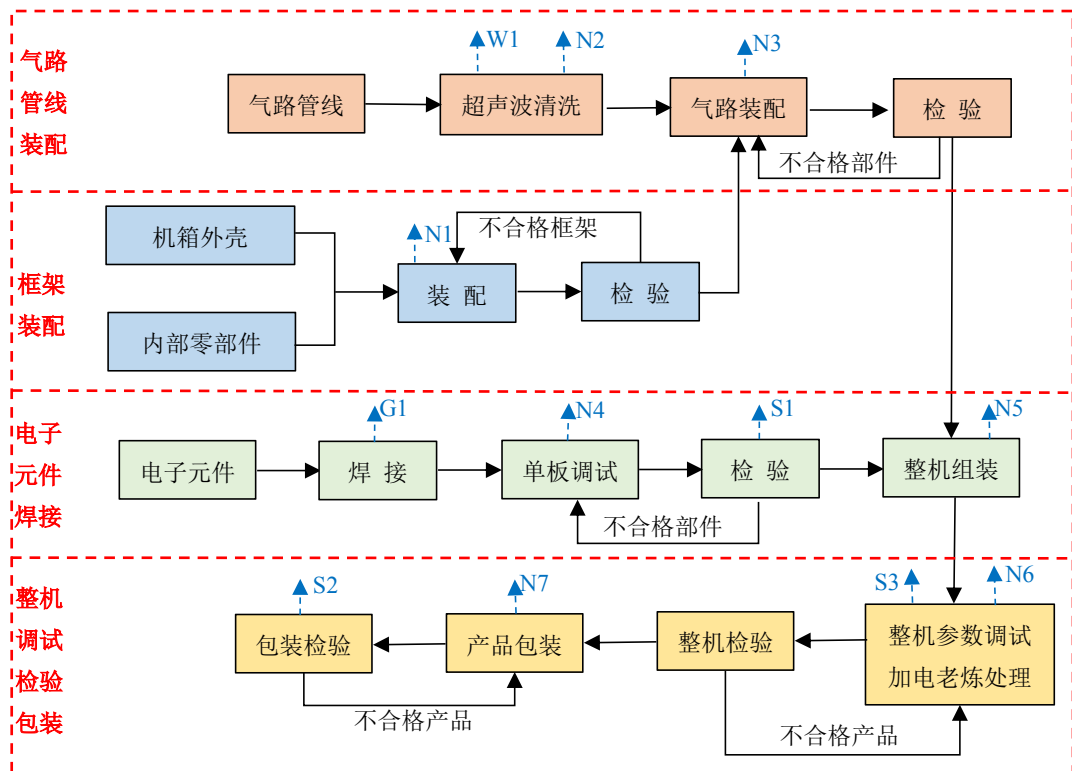 气路
管线
装配
W1
N2
N3
气路管线
超声波清洗
气路装配
检 验
不合格部件
框架
装配
机箱外壳
内部零部件
N1
不合格框架
装 配
检 验
电子
元件
焊接
G1
N4
S1
N5
电子元件
焊 接
单板调试
检 验
整机组装
不合格部件
整机
调试
检验
包装
S2
N7
S3
N6
包装检验
产品包装
整机检验
整机参数调试
加电老炼处理
不合格产品
不合格产品